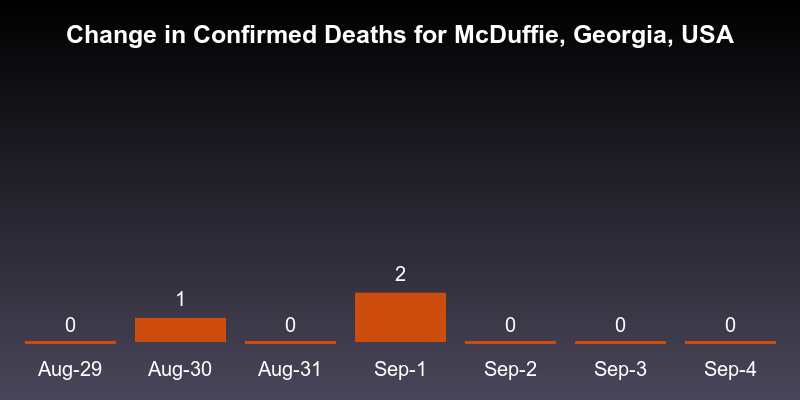 Change in Confirmed Deaths for McDuffie, Georgia, USA
0 1 0 2 0 0 0
Aug-29 Aug-30 Aug-31 Sep-1 Sep-2 Sep-3 Sep-4